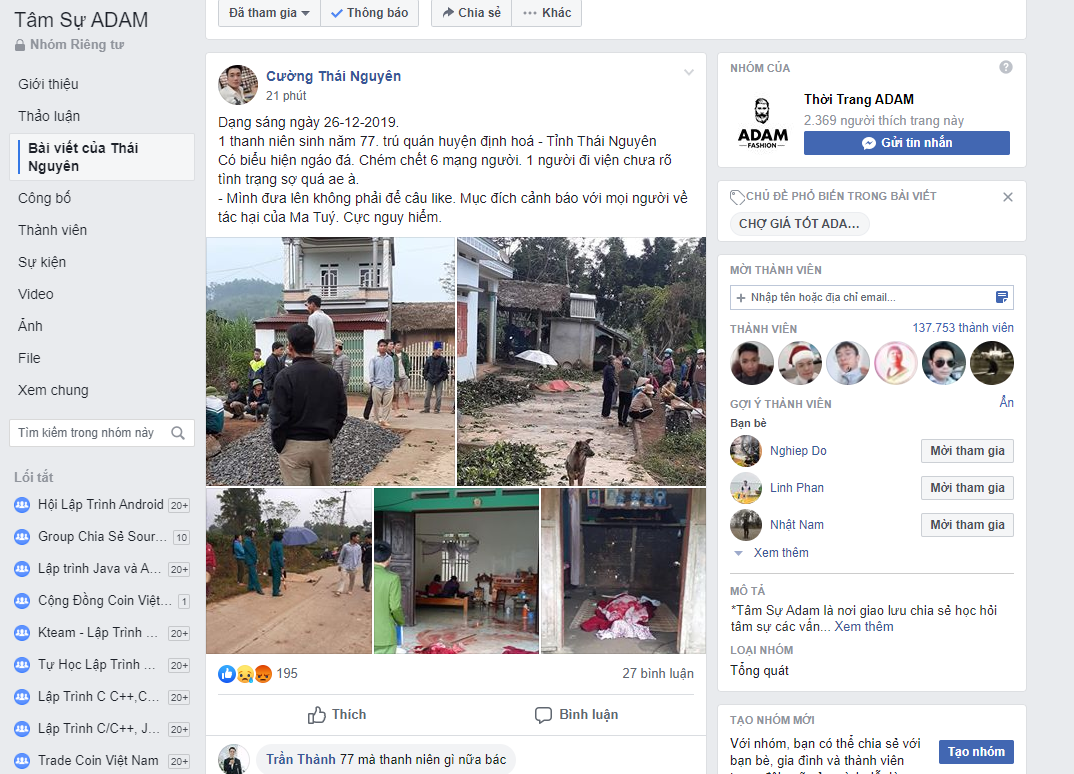 Tâm Sự ADAM
Nhóm Riêng tư
Giới thiệu
Thảo luận
Bài viết của Thái
Nguyên
Công bố
Thành viên
Sự kiện
Video
Ảnh
File
Xem chung
Tìm kiếm trong nhóm này
Lối tắt
Hội Lập Trình Android 20+
Group Chia Sẻ Sour... 10
Lập trình Java và A... 20+
Cộng Đồng Coin Việt... 1
Kteam - Lập Trình ... 20+
Tự Học Lập Trình ... 20+
Lập Trình C C++,C... 20+
Lập Trình C/C++, J... 20+
Trade Coin Việt Nam 20+
Đã tham gia
Thông báo
Chia sẻ
Khác
Cường Thái Nguyên
21 phút
Dạng sáng ngày 26-12-2019.
1 thanh niên sinh năm 77. trú quán huyện định hoá - Tỉnh Thái Nguyên
Có biểu hiện ngáo đá. Chém chết 6 mạng người. 1 người đi viện chưa rõ
tình trạng sợ quá ae à.
- Mình đưa lên không phải để câu like. Mục đích cảnh báo với mọi người về
tác hại của Ma Tuý. Cực nguy hiểm.
195
27 bình luận
Thích
Bình luận
Trần Thành 77 mà thanh niên gì nữa bác
NHÓM CỦA
ADAM
FASHION
Thời Trang ADAM
2.369 người thích trang này
Gửi tin nhắn
CHỦ ĐỀ PHỔ BIẾN TRONG BÀI VIẾT
CHỢ GIÁ TỐT ADA...
MỜI THÀNH VIÊN
+ Nhập tên hoặc địa chỉ email...
THÀNH VIÊN
137.753 thành viên
GỢI Ý THÀNH VIÊN
Ẩn
Bạn bè
Nghiep Do
Mời tham gia
Linh Phan
Mời tham gia
Nhật Nam
Mời tham gia
Xem thêm
MÔ TẢ
*Tâm Sự Adam là nơi giao lưu chia sẻ học hỏi
tâm sự các vấn... Xem thêm
LOẠI NHÓM
Tổng quát
TẠO NHÓM MỚI
Với nhóm, bạn có thể chia sẻ với
bạn bè, gia đình và thành viên
Tạo nhóm